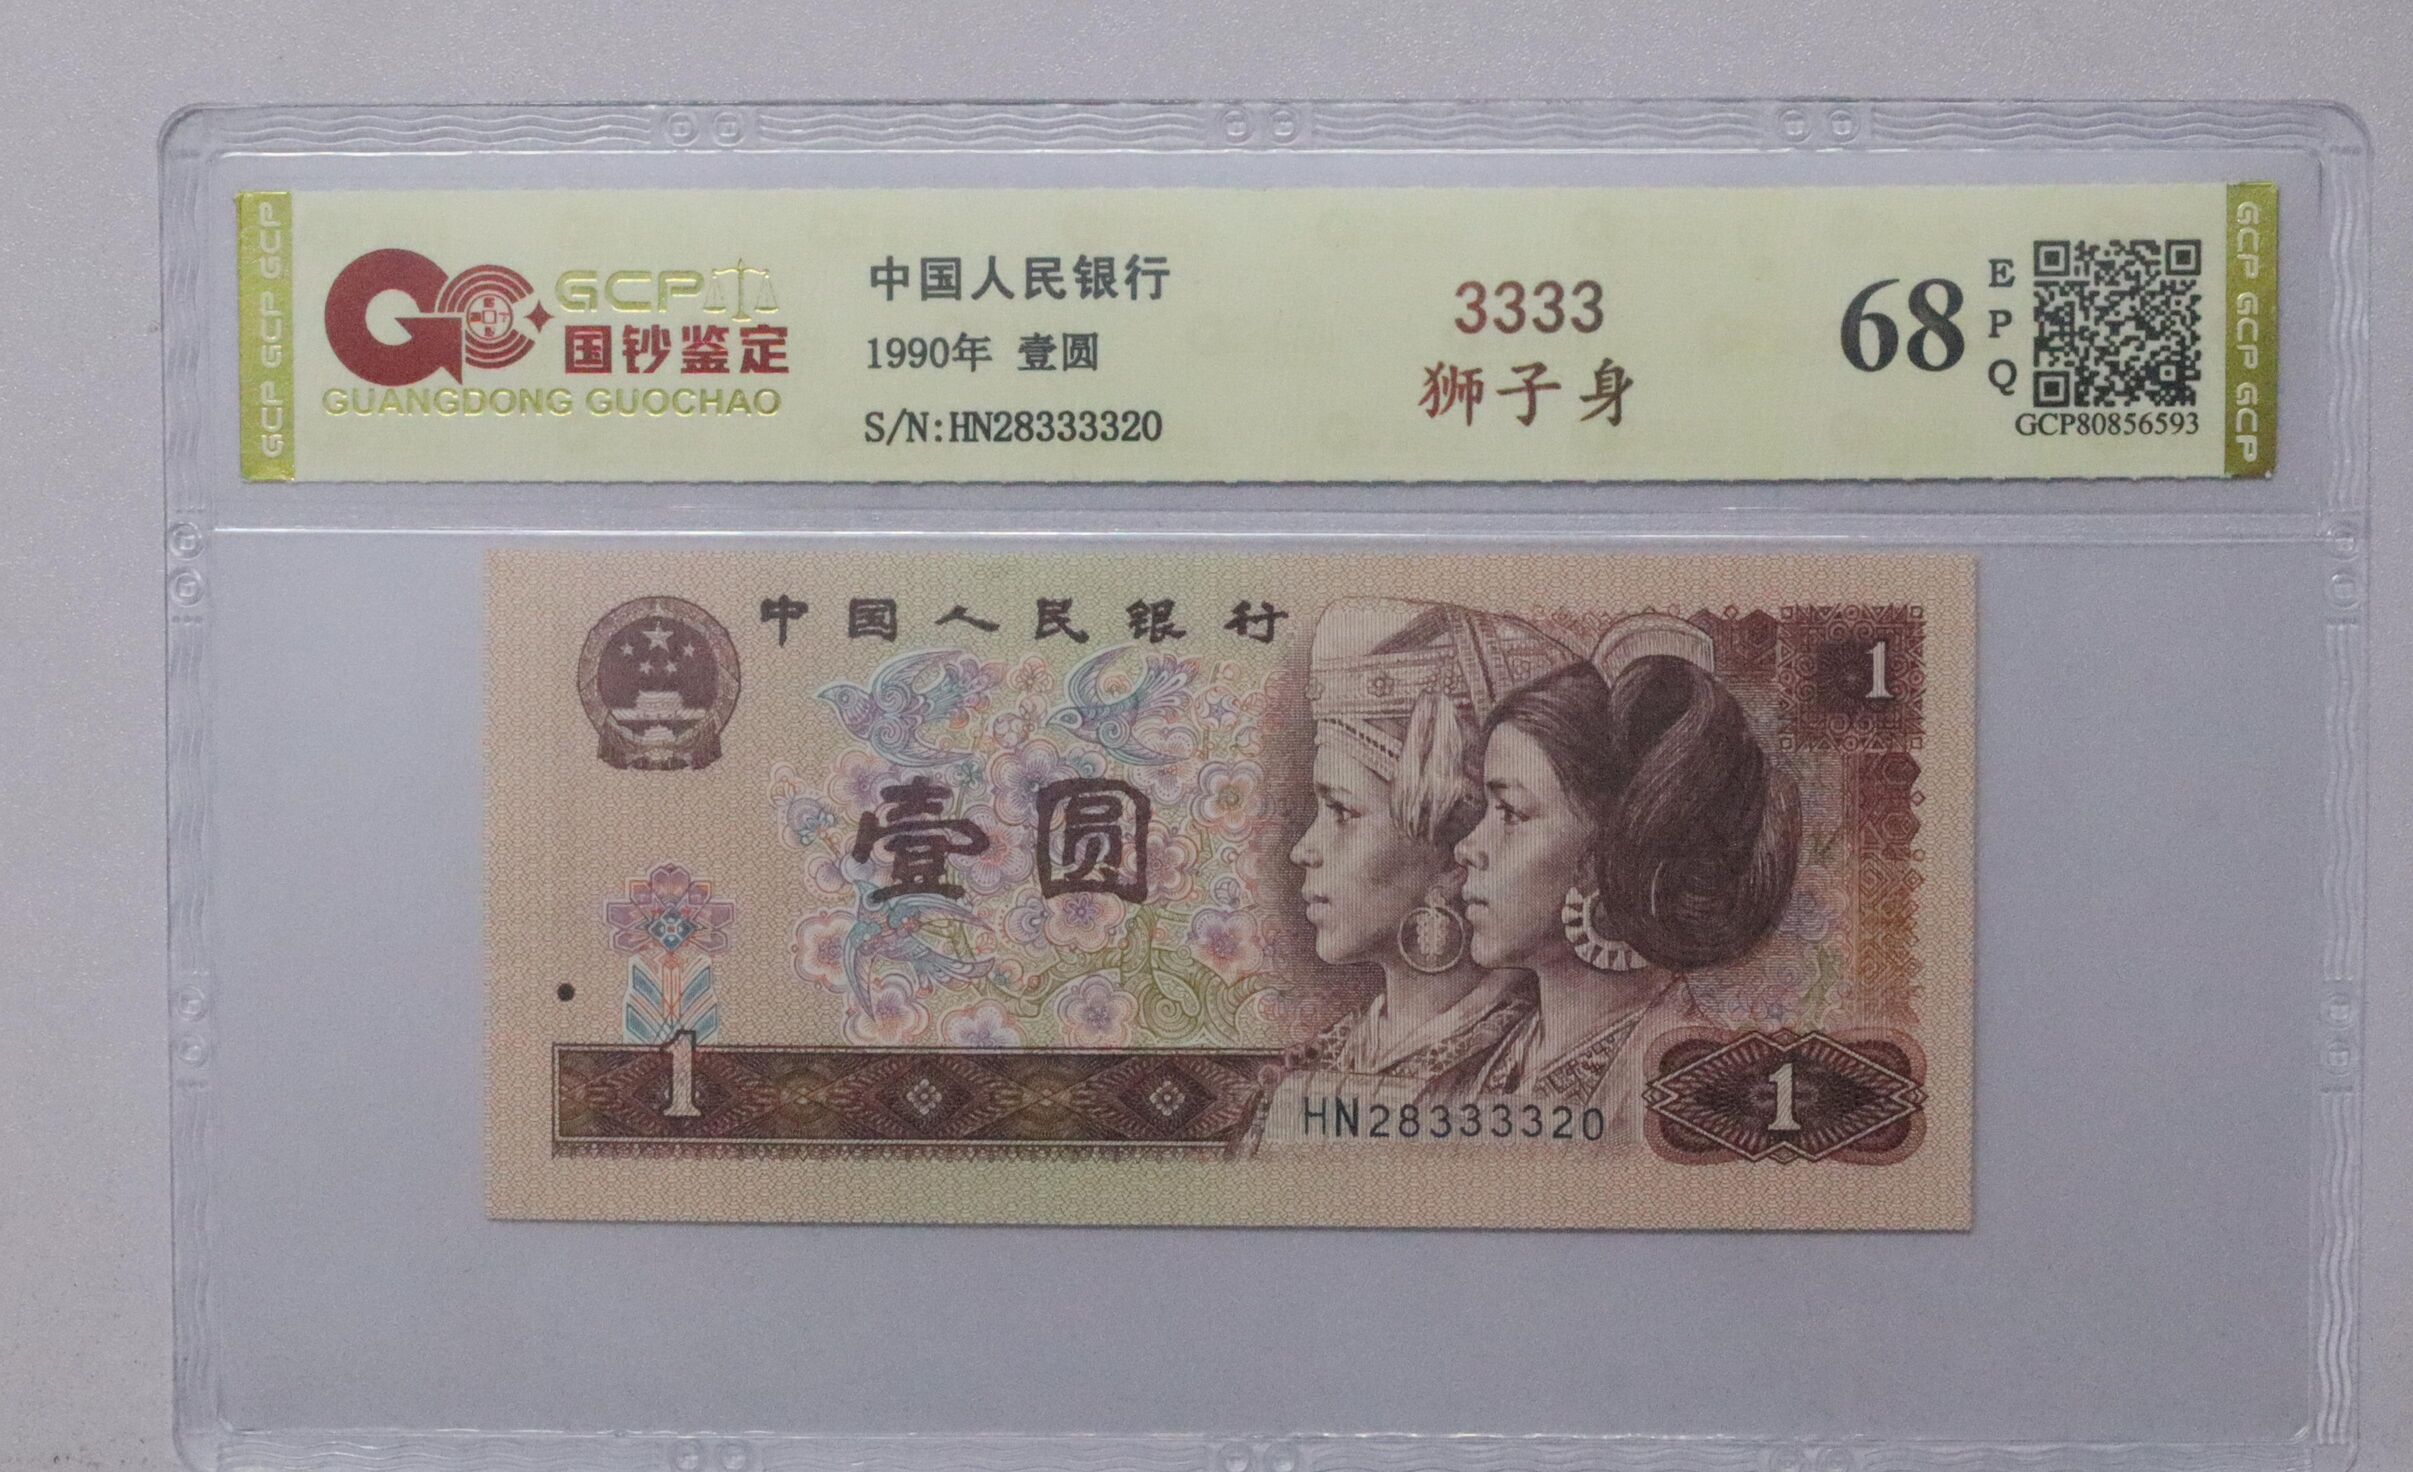 GCP
国钞鉴定
GUANGDONG GUOCHAO
中国人民银行
1990年 壹圆
S/N:HN28333320
3333
狮子身
68
EPQ
GCP80856593
GCP GCP GCP
GCP GCP GCP
中国人民银行
1
壹圆
1
HN28333320
1